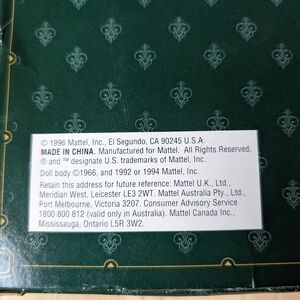 © 1996 Mattel, Inc., El Segundo, CA 90245 U.S.A.
MADE IN CHINA. Manufactured for Mattel. All Rights Reserved.
® and ™ designate U.S. trademarks of Mattel, Inc.
Doll body ©1966, and 1992 or 1994 Mattel, Inc.
Retain this address for future reference: Mattel U.K., Ltd.,
Meridian West, Leicester LE3 2WT. Mattel Australia Pty., Ltd.,
Port Melbourne, Victoria 3207. Consumer Advisory Service
1800 800 812 (valid only in Australia). Mattel Canada Inc.,
Mississauga, Ontario L5R 3W2.